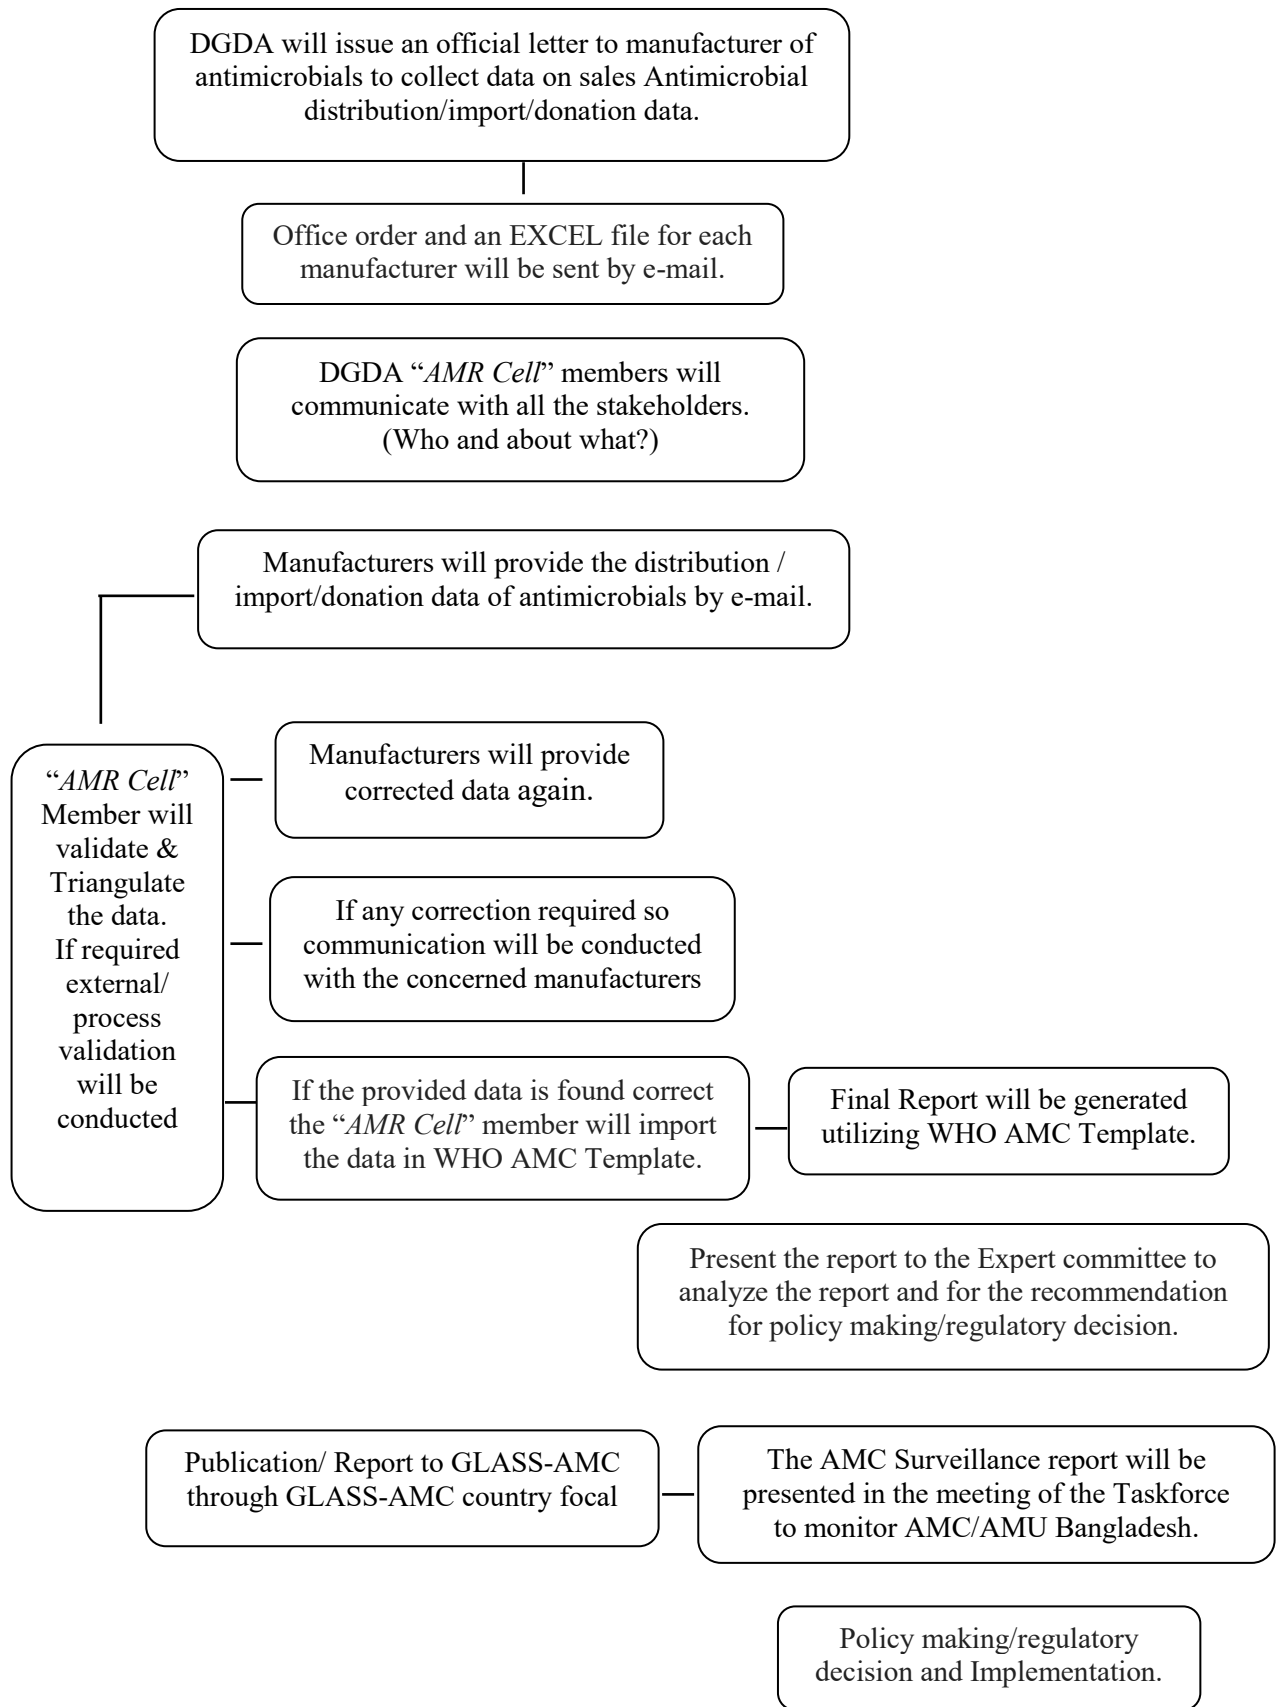 DGDA will issue an official letter to manufacturer of
antimicrobials to collect data on sales Antimicrobial
distribution/import/donation data.
Office order and an EXCEL file for each
manufacturer will be sent by e-mail.
DGDA “AMR Cell” members will
communicate with all the stakeholders.
(Who and about what?)
Manufacturers will provide the distribution /
import/donation data of antimicrobials by e-mail.
“AMR Cell”
Member will
validate &
Triangulate
the data.
If required
external/
process
validation
will be
conducted
Manufacturers will provide
corrected data again.
If any correction required so
communication will be conducted
with the concerned manufacturers
If the provided data is found correct
the “AMR Cell” member will import
the data in WHO AMC Template.
Final Report will be generated
utilizing WHO AMC Template.
Present the report to the Expert committee to
analyze the report and for the recommendation
for policy making/regulatory decision.
Publication/ Report to GLASS-AMC
through GLASS-AMC country focal
The AMC Surveillance report will be
presented in the meeting of the Taskforce
to monitor AMC/AMU Bangladesh.
Policy making/regulatory
decision and Implementation.